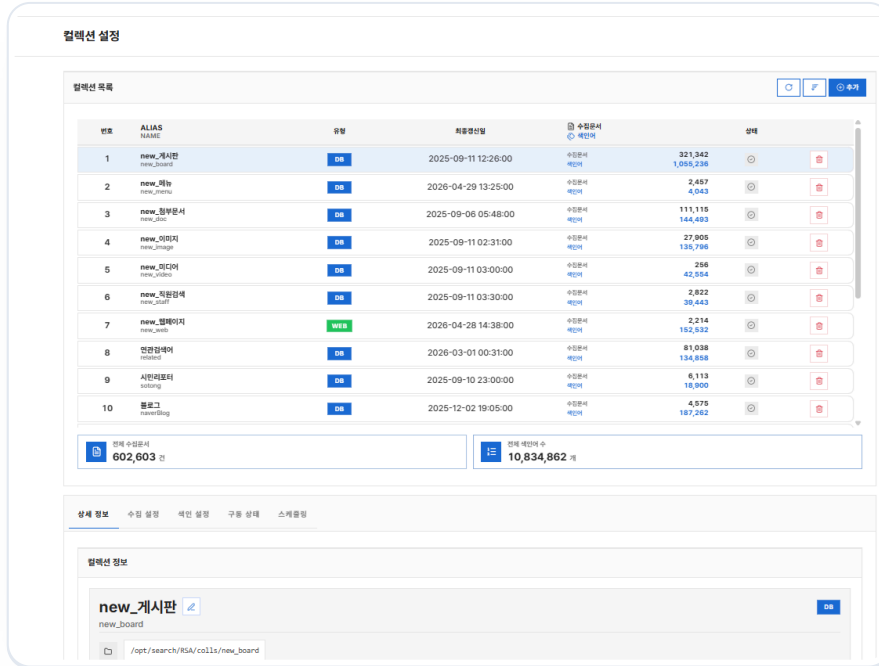 컬렉션 설정
컬렉션 목록
추가
번호 ALIAS NAME 유형 최종갱신일 수집문서 색인어 상태
1 new_게시판 new_board DB 2025-09-11 12:26:00 수집문서 321,342 색인어 1,055,236
2 new_메뉴 new_menu DB 2026-04-29 13:25:00 수집문서 2,457 색인어 4,043
3 new_첨부문서 new_doc DB 2025-09-06 05:48:00 수집문서 111,115 색인어 144,493
4 new_이미지 new_image DB 2025-09-11 02:31:00 수집문서 27,905 색인어 135,796
5 new_미디어 new_video DB 2025-09-11 03:00:00 수집문서 256 색인어 42,554
6 new_직원검색 new_staff DB 2025-09-11 03:30:00 수집문서 2,822 색인어 39,443
7 new_웹페이지 new_web WEB 2026-04-28 14:38:00 수집문서 2,214 색인어 152,532
8 연관검색어 related DB 2026-03-01 00:31:00 수집문서 81,038 색인어 134,858
9 시민리포터 sotong DB 2025-09-10 23:00:00 수집문서 6,113 색인어 18,900
10 블로그 naverBlog DB 2025-12-02 19:05:00 수집문서 4,575 색인어 187,262
전체 수집문서
602,603 건
전체 색인어 수
10,834,862 개
상세 정보 수집 설정 색인 설정 구동 상태 스케쥴링
컬렉션 정보
new_게시판 DB
new_board
/opt/search/RSA/colls/new_board